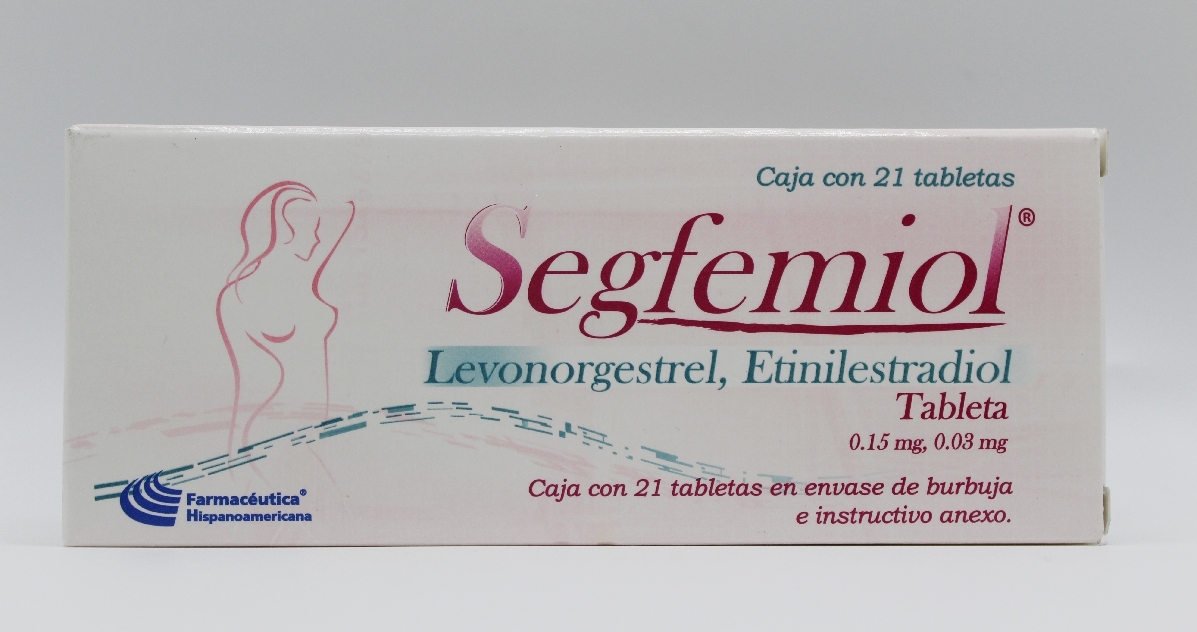 Caja con 21 tabletas
Segfemiol®
Levonorgestrel, Etinilestradiol
Tableta
0.15 mg, 0.03 mg
Caja con 21 tabletas en envase de burbuja
e instructivo anexo.
Farmacéutica®
Hispanoamericana